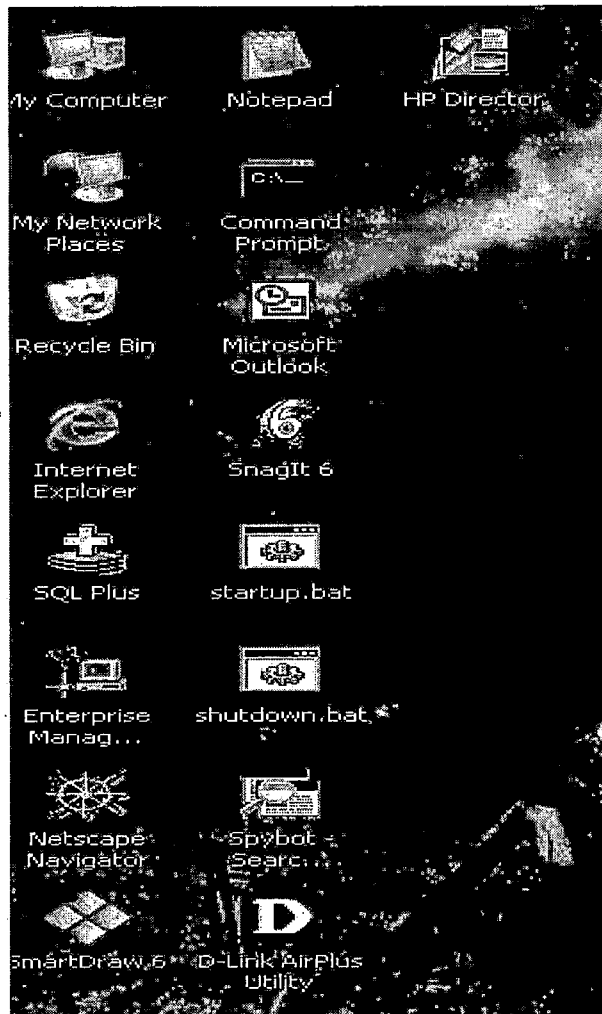 My Computer
Notepad
HP Director
C:\_
My Network
Places
Command
Prompt
Recycle Bin
Microsoft
Outlook
Internet
Explorer
SnagIt 6
SQL Plus
startup.bat
Enterprise
Manag...
shutdown.bat
Netscape
Navigator
Spybot -
Searc...
SmartDraw 6
D
D-Link AirPlus
Utility